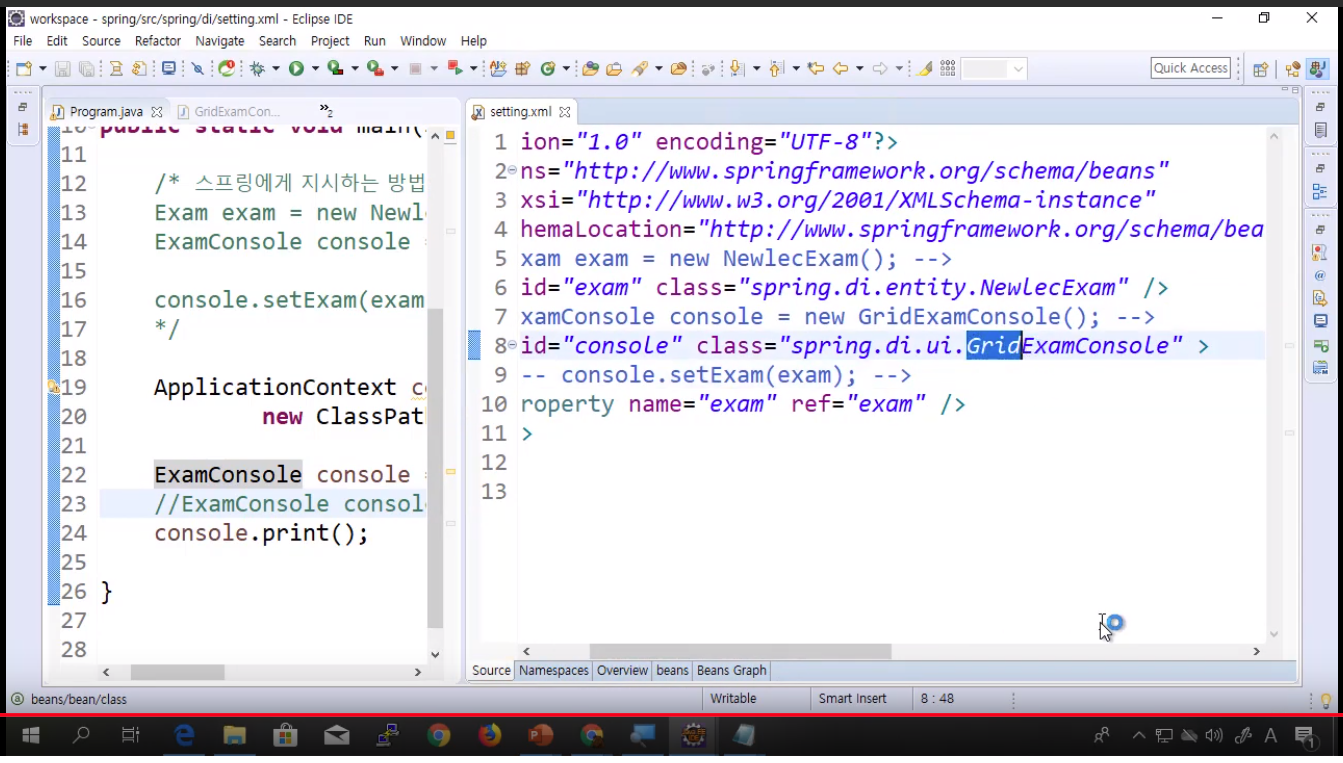 workspace - spring/src/spring/di/setting.xml - Eclipse IDE
File Edit Source Refactor Navigate Search Project Run Window Help
Quick Access
Program.java
GridExamCon...
»2
setting.xml
10 public static void main(
11
12 /* 스프링에게 지시하는 방법
13 Exam exam = new Newl
14 ExamConsole console =
15
16 console.setExam(exam
17 */
18
19 ApplicationContext c
20 new ClassPat
21
22 ExamConsole console =
23 //ExamConsole consol
24 console.print();
25
26 }
27
28
1 ion="1.0" encoding="UTF-8"?>
2 ns="http://www.springframework.org/schema/beans"
3 xsi="http://www.w3.org/2001/XMLSchema-instance"
4 hemaLocation="http://www.springframework.org/schema/bea
5 xam exam = new NewlecExam(); -->
6 id="exam" class="spring.di.entity.NewlecExam" />
7 xamConsole console = new GridExamConsole(); -->
8 id="console" class="spring.di.ui.GridExamConsole" >
9 -- console.setExam(exam); -->
10 roperty name="exam" ref="exam" />
11 >
12
13
Source Namespaces Overview beans Beans Graph
beans/bean/class
Writable
Smart Insert
8 : 48
A
1